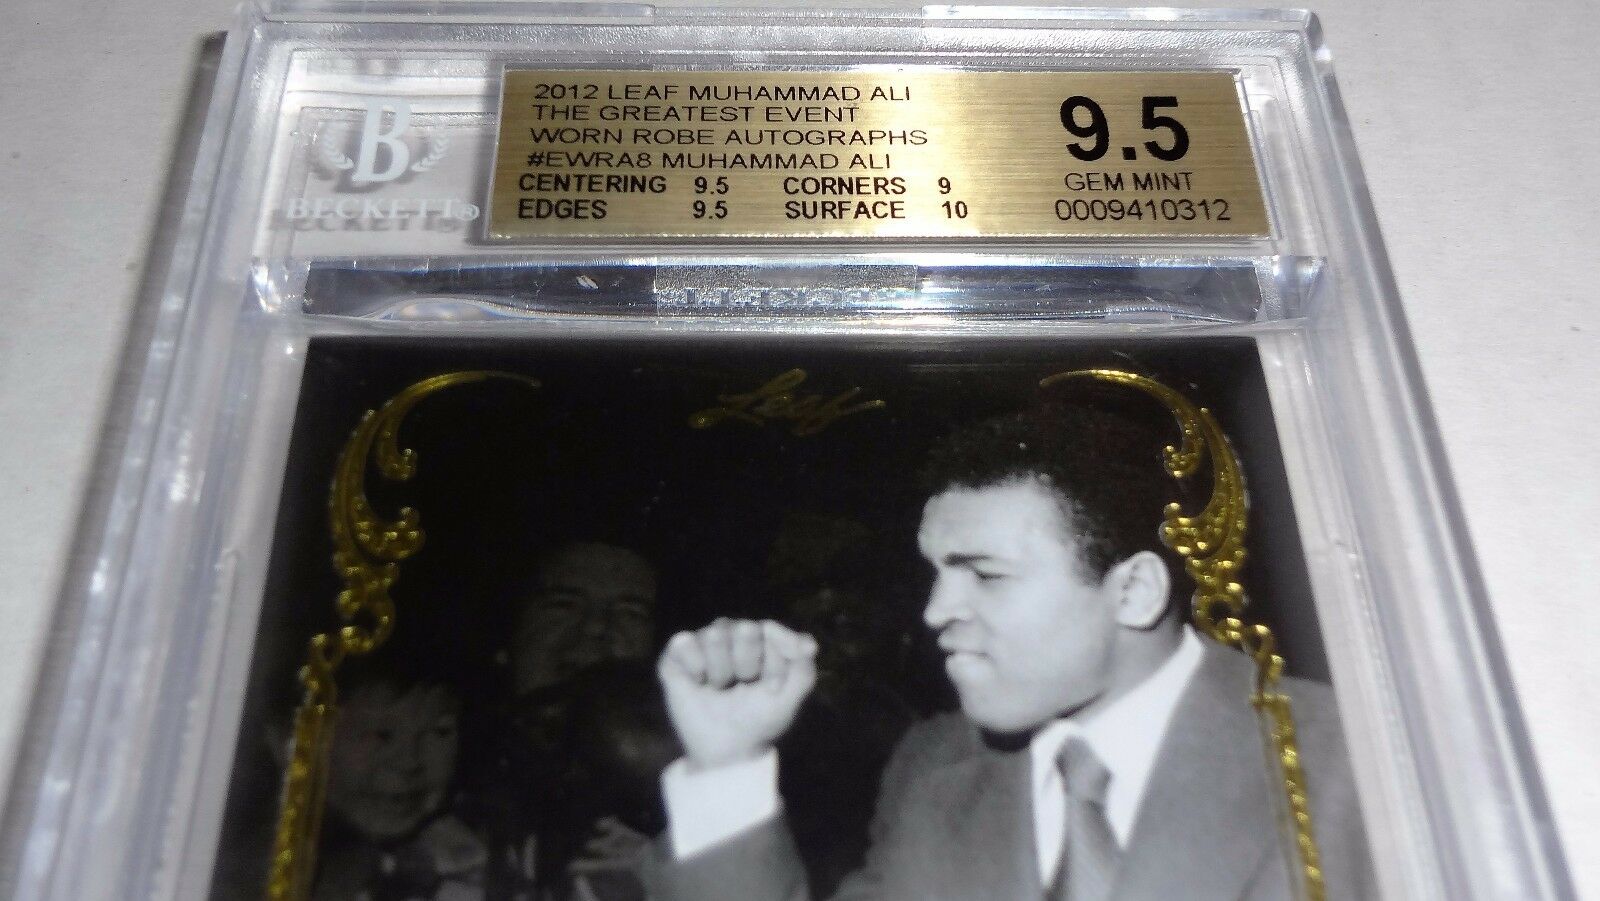 B
BECKETT®
2012 LEAF MUHAMMAD ALI
THE GREATEST EVENT
WORN ROBE AUTOGRAPHS
#EWRA8 MUHAMMAD ALI
CENTERING 9.5 CORNERS 9
EDGES 9.5 SURFACE 10
9.5
GEM MINT
0009410312
Leaf